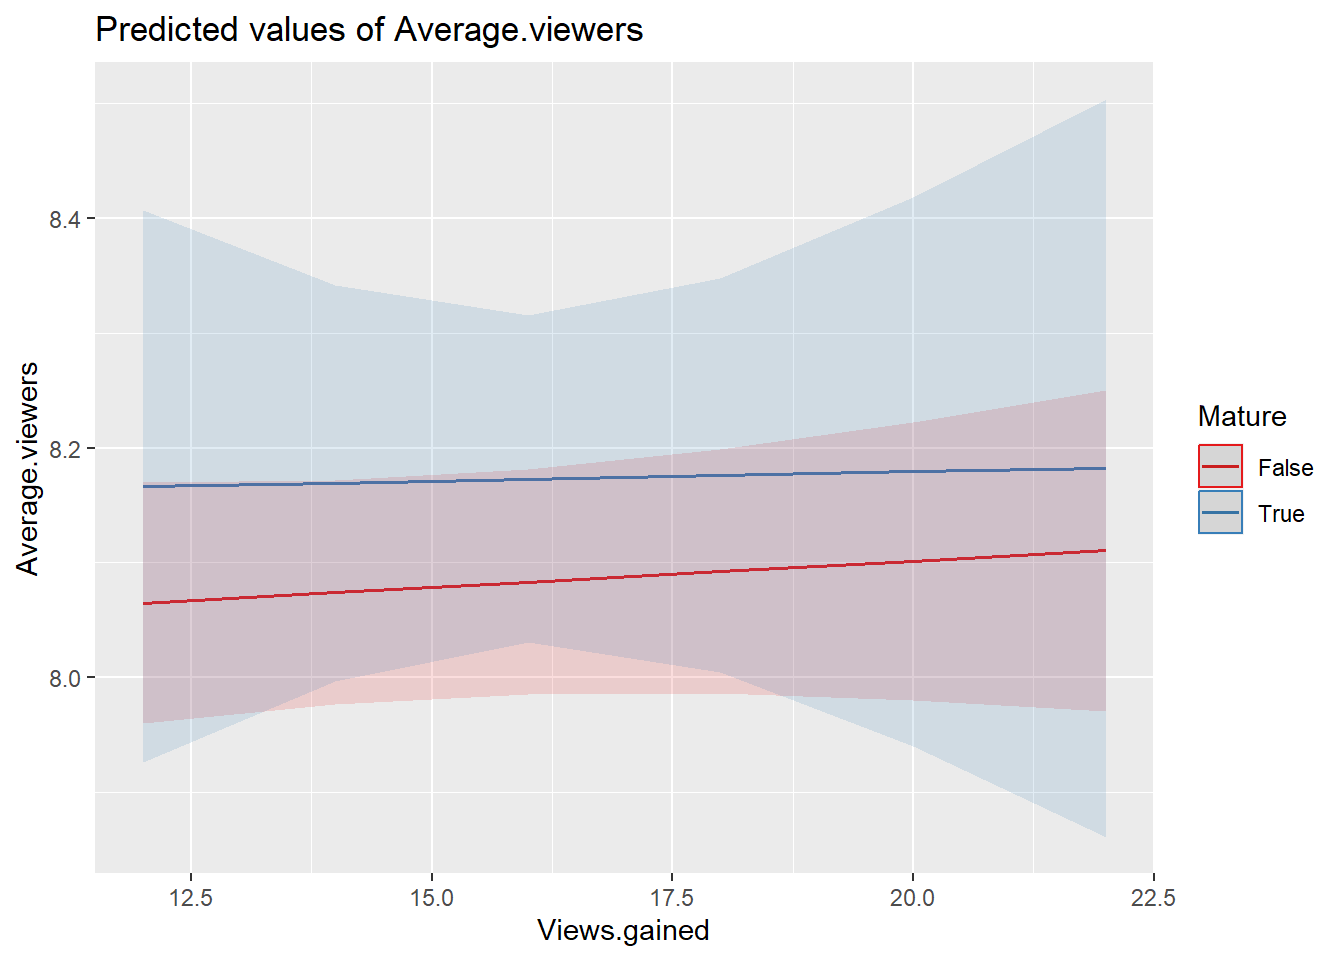 Predicted values of Average.viewers
8.4
8.2
8.0
Average.viewers
12.5 15.0 17.5 20.0 22.5
Views.gained
Mature
False
True